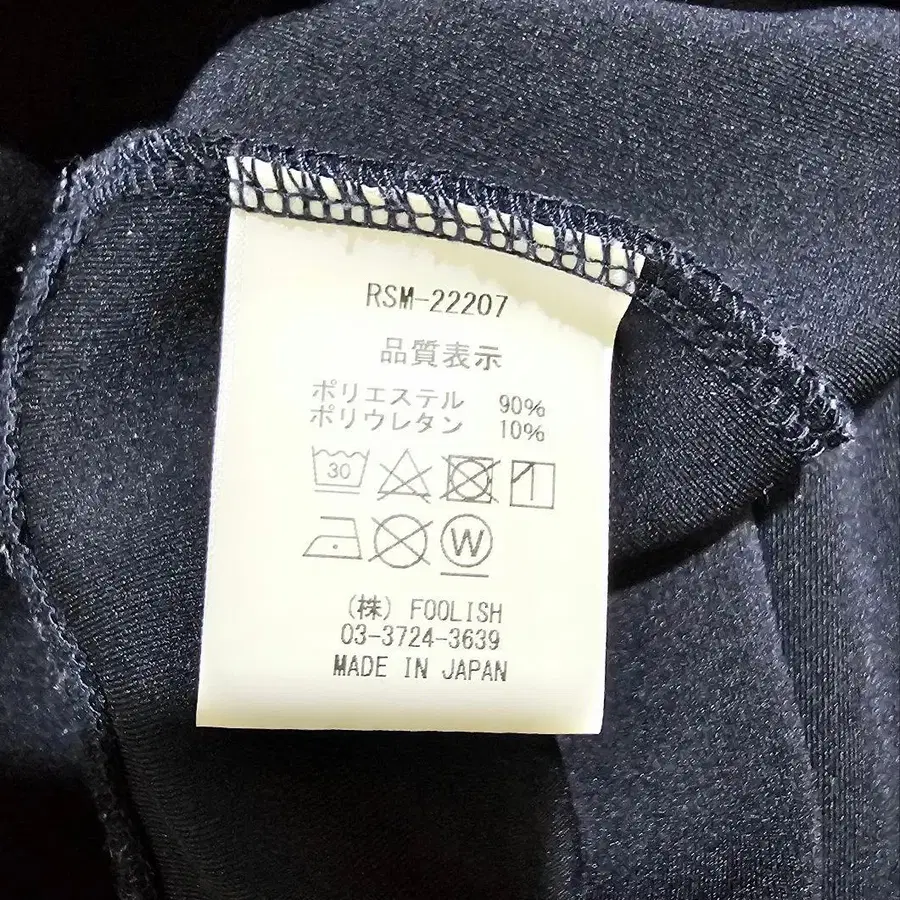 RSM-22207
品質表示
ポリエステル 90%
ポリウレタン 10%
30
W
(株) FOOLISH
03-3724-3639
MADE IN JAPAN